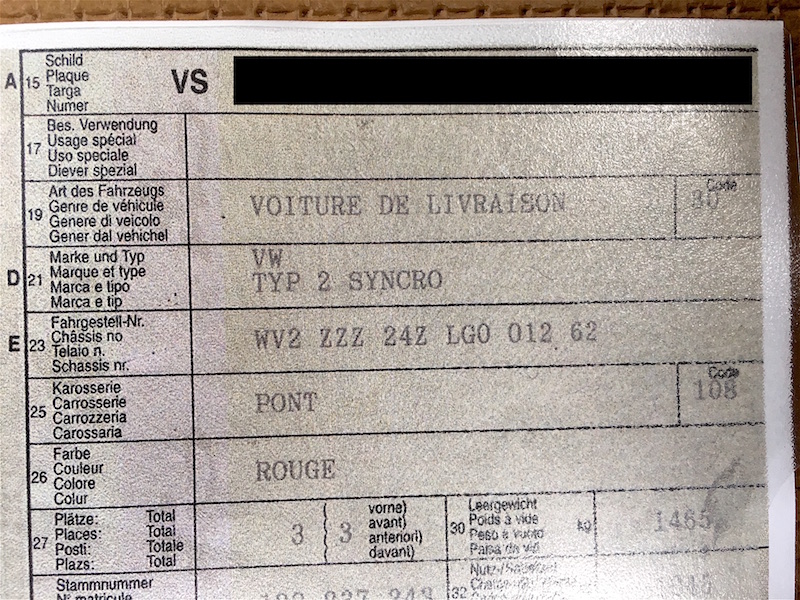 A 15 Schild
Plaque
Targa
Numer
VS
17 Bes. Verwendung
Usage spécial
Uso speciale
Diever spezial
19 Art des Fahrzeugs
Genre de véhicule
Genere di veicolo
Gener dal vehichel
VOITURE DE LIVRAISON
Code
30
D 21 Marke und Typ
Marque et type
Marca e tipo
Marca e tip
VW
TYP 2 SYNCRO
E 23 Fahrgestell-Nr.
Châssis no
Telaio n.
Schassis nr.
WV2 ZZZ 24Z LG0 012 62
25 Karosserie
Carrosserie
Carrozzeria
Carossaria
PONT
Code
108
26 Farbe
Couleur
Colore
Colur
ROUGE
27 Plätze: Total
Places: Total
Posti: Totale
Plazs: Total
3 3
vorne)
avant)
anteriori)
davant)
30 Leergewicht
Poids à vide
Peso a vuoto
kg
1465
Stammnummer
No matricule
32